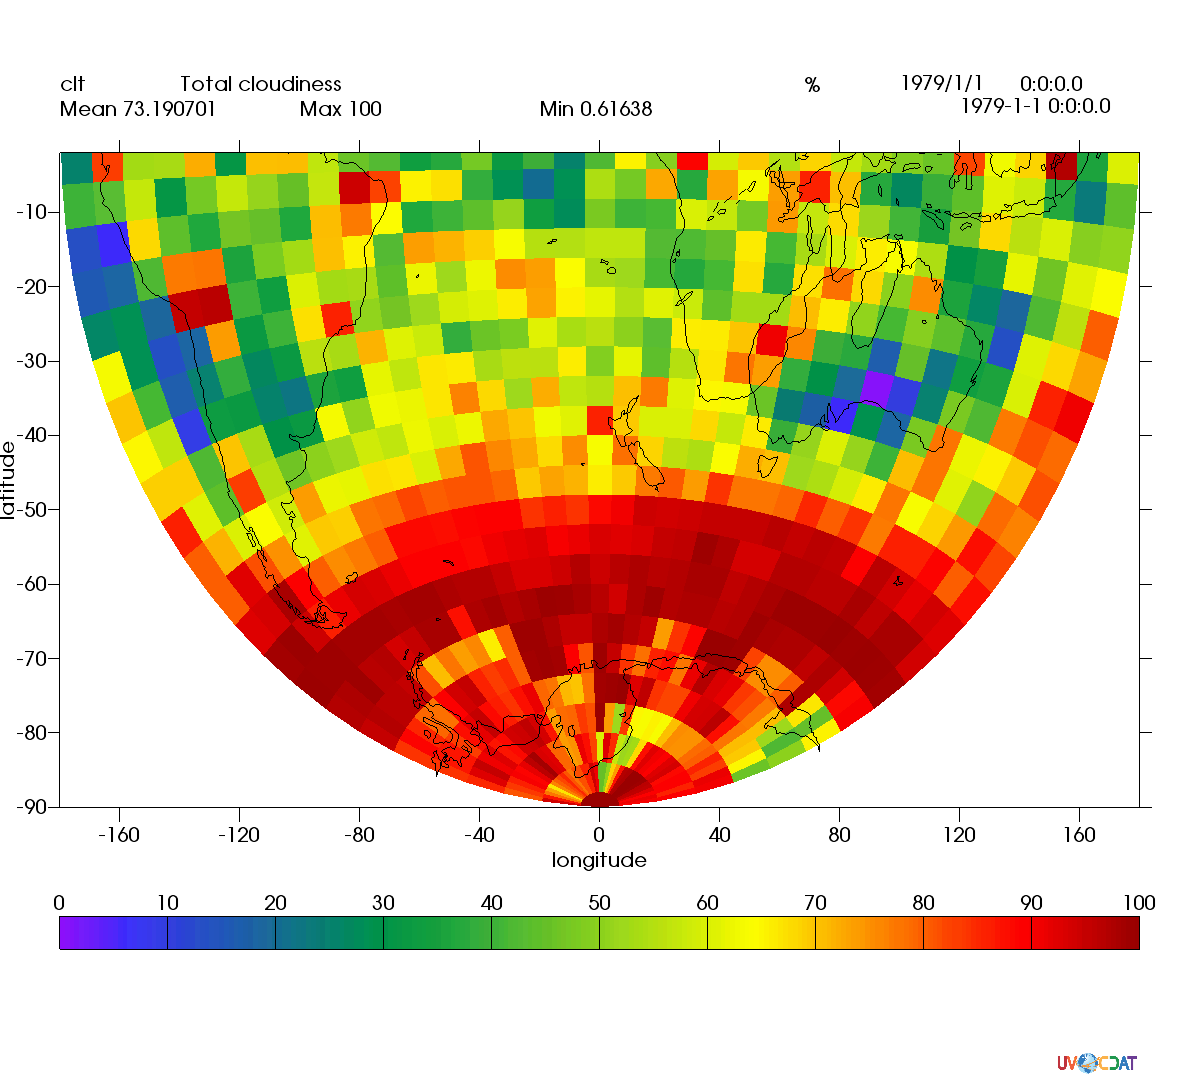 clt Total cloudiness % 1979/1/1 0:0:0.0
Mean 73.190701 Max 100 Min 0.61638 1979-1-1 0:0:0.0
-10
-20
-30
-40
-50
-60
-70
-80
-90
latitude
-160 -120 -80 -40 0 40 80 120 160
longitude
0 10 20 30 40 50 60 70 80 90 100
UV CDAT